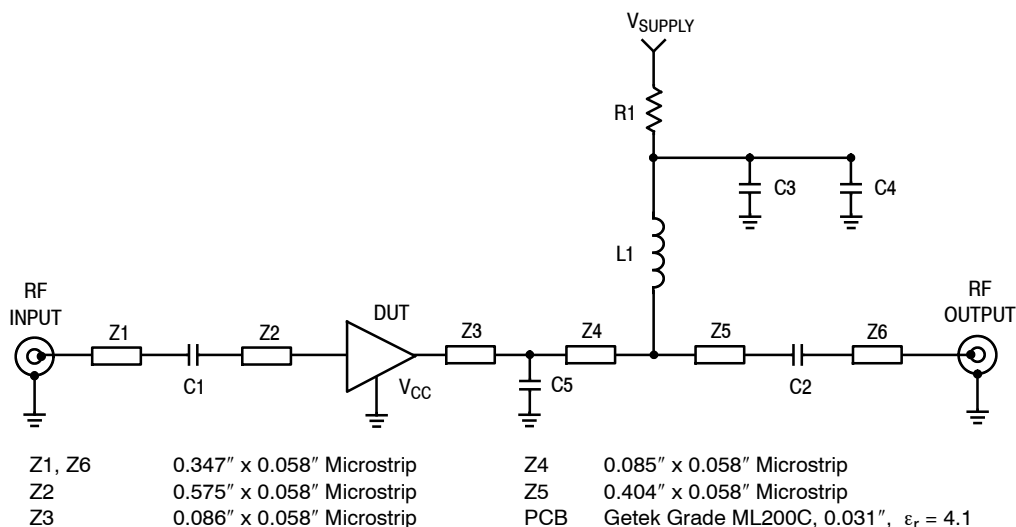 V_SUPPLY
R1
C3
C4
L1
RF
INPUT
RF
OUTPUT
DUT
Z1
Z2
Z3
Z4
Z5
Z6
C1
V_CC
C5
C2
Z1, Z6 0.347″ x 0.058″ Microstrip
Z2 0.575″ x 0.058″ Microstrip
Z3 0.086″ x 0.058″ Microstrip
Z4 0.085″ x 0.058″ Microstrip
Z5 0.404″ x 0.058″ Microstrip
PCB Getek Grade ML200C, 0.031″, ε_r = 4.1